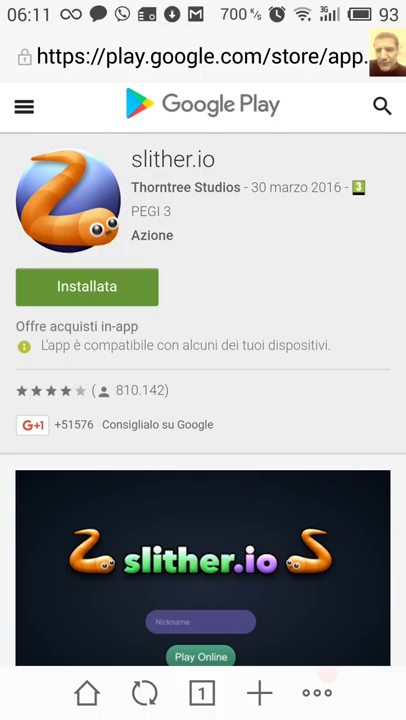 06:11 700 K/s 3G 93
https://play.google.com/store/app.
Google Play
slither.io
Thorntree Studios - 30 marzo 2016 - 3
PEGI 3
Azione
Installata
Offre acquisti in-app
L'app è compatibile con alcuni dei tuoi dispositivi.
( 810.142)
G+1 +51576 Consiglialo su Google
slither.io
Nickname
Play Online
1